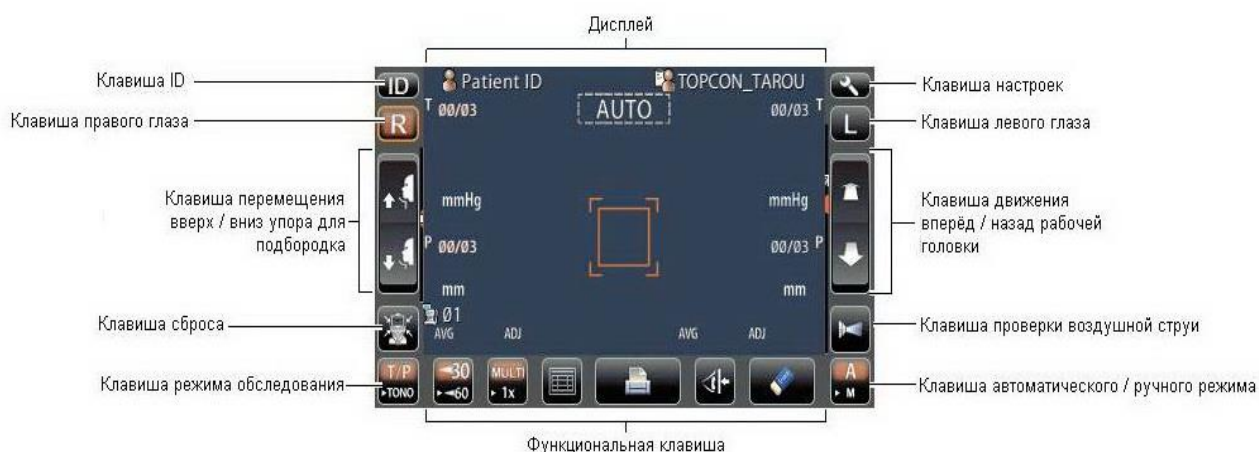 Дисплей
Клавиша ID
Клавиша правого глаза
Клавиша перемещения
вверх / вниз упора для
подбородка
Клавиша сброса
Клавиша режима обследования
ID
R
T/P
▸TONO
Patient ID
TOPCON_TAROU
AUTO
T 00/03
00/03 T
mmHg
mmHg
P 00/03
00/03 P
mm
mm
01
AVG
ADJ
AVG
ADJ
◄30
▸◄60
MULTI
▸ 1x
L
A
▸ M
Клавиша настроек
Клавиша левого глаза
Клавиша движения
вперёд / назад рабочей
головки
Клавиша проверки воздушной струи
Клавиша автоматического / ручного режима
Функциональная клавиша